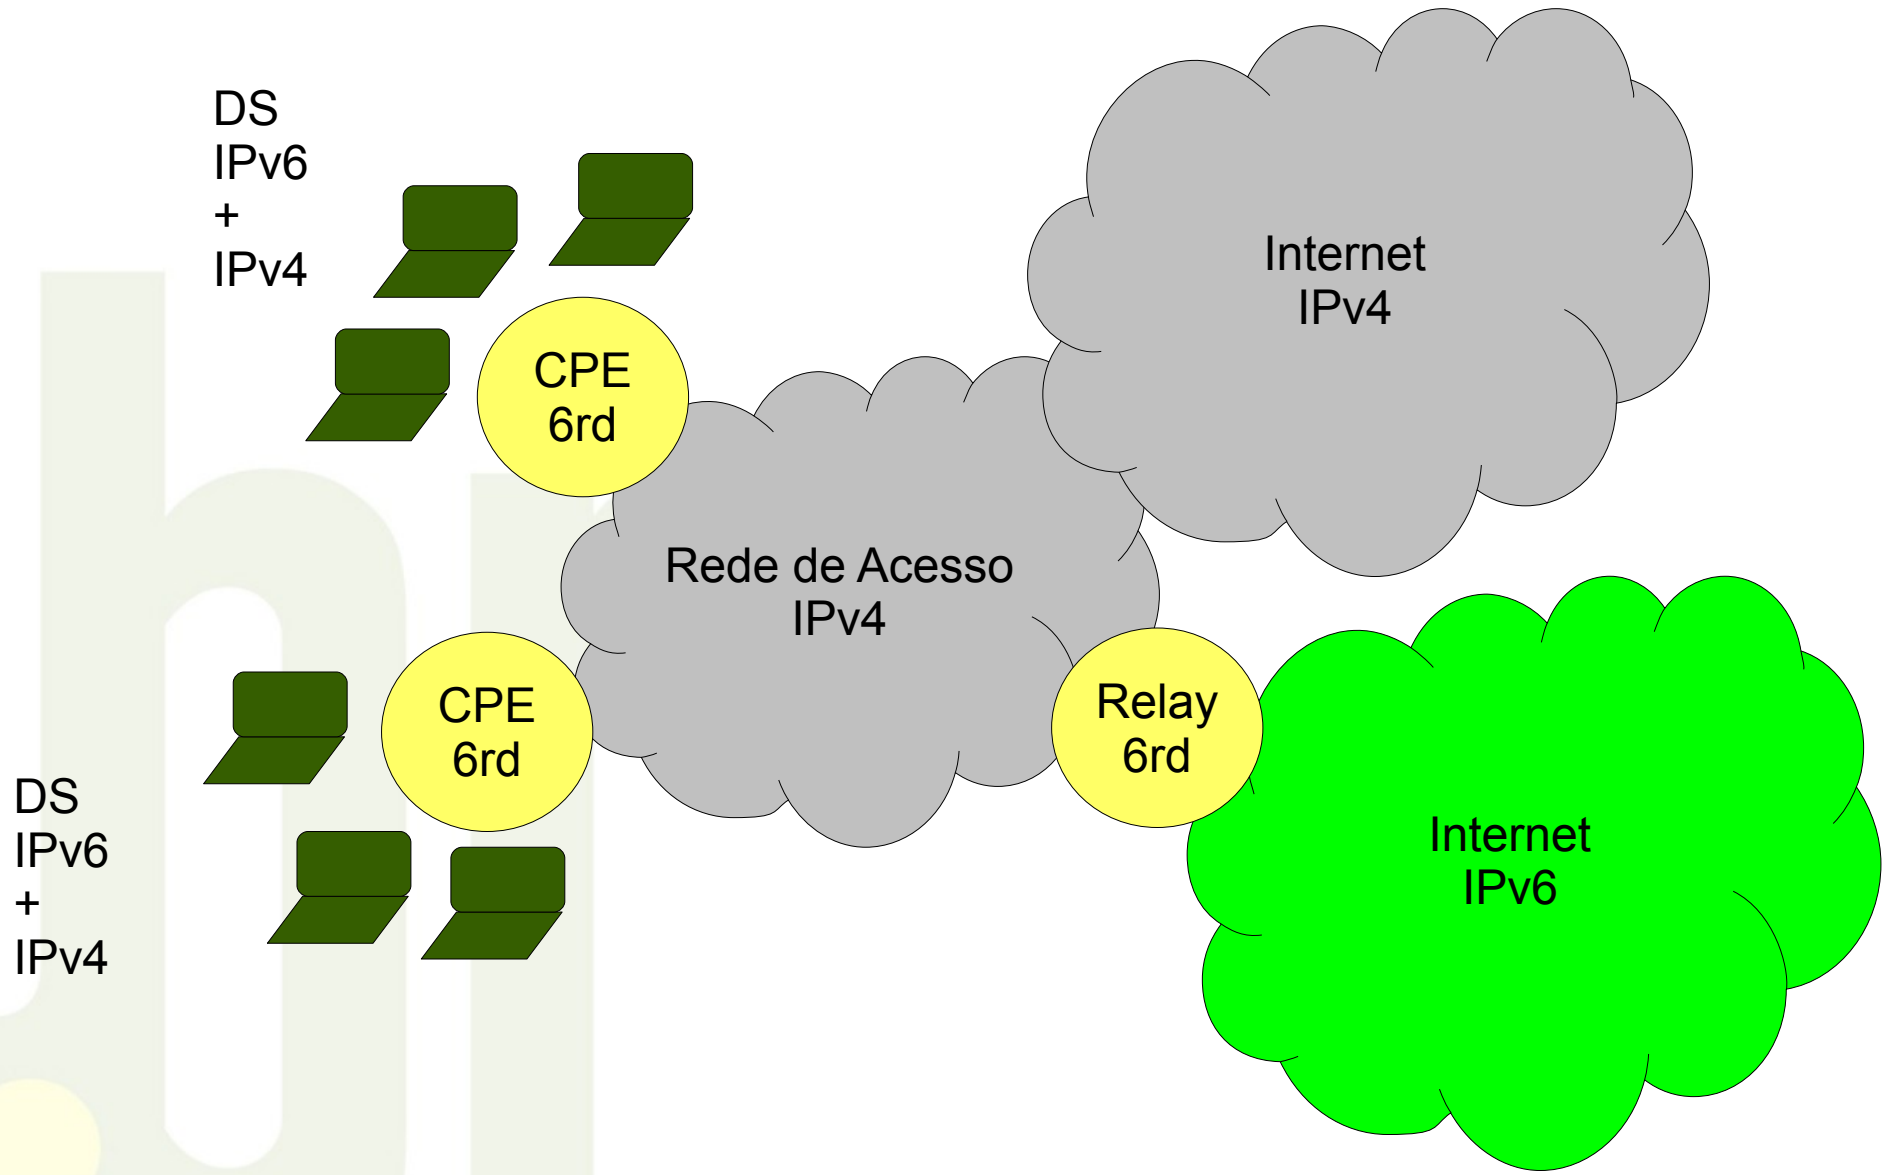 DS
IPv6
+
IPv4
CPE
6rd
Internet
IPv4
Rede de Acesso
IPv4
CPE
6rd
Relay
6rd
DS
IPv6
+
IPv4
Internet
IPv6